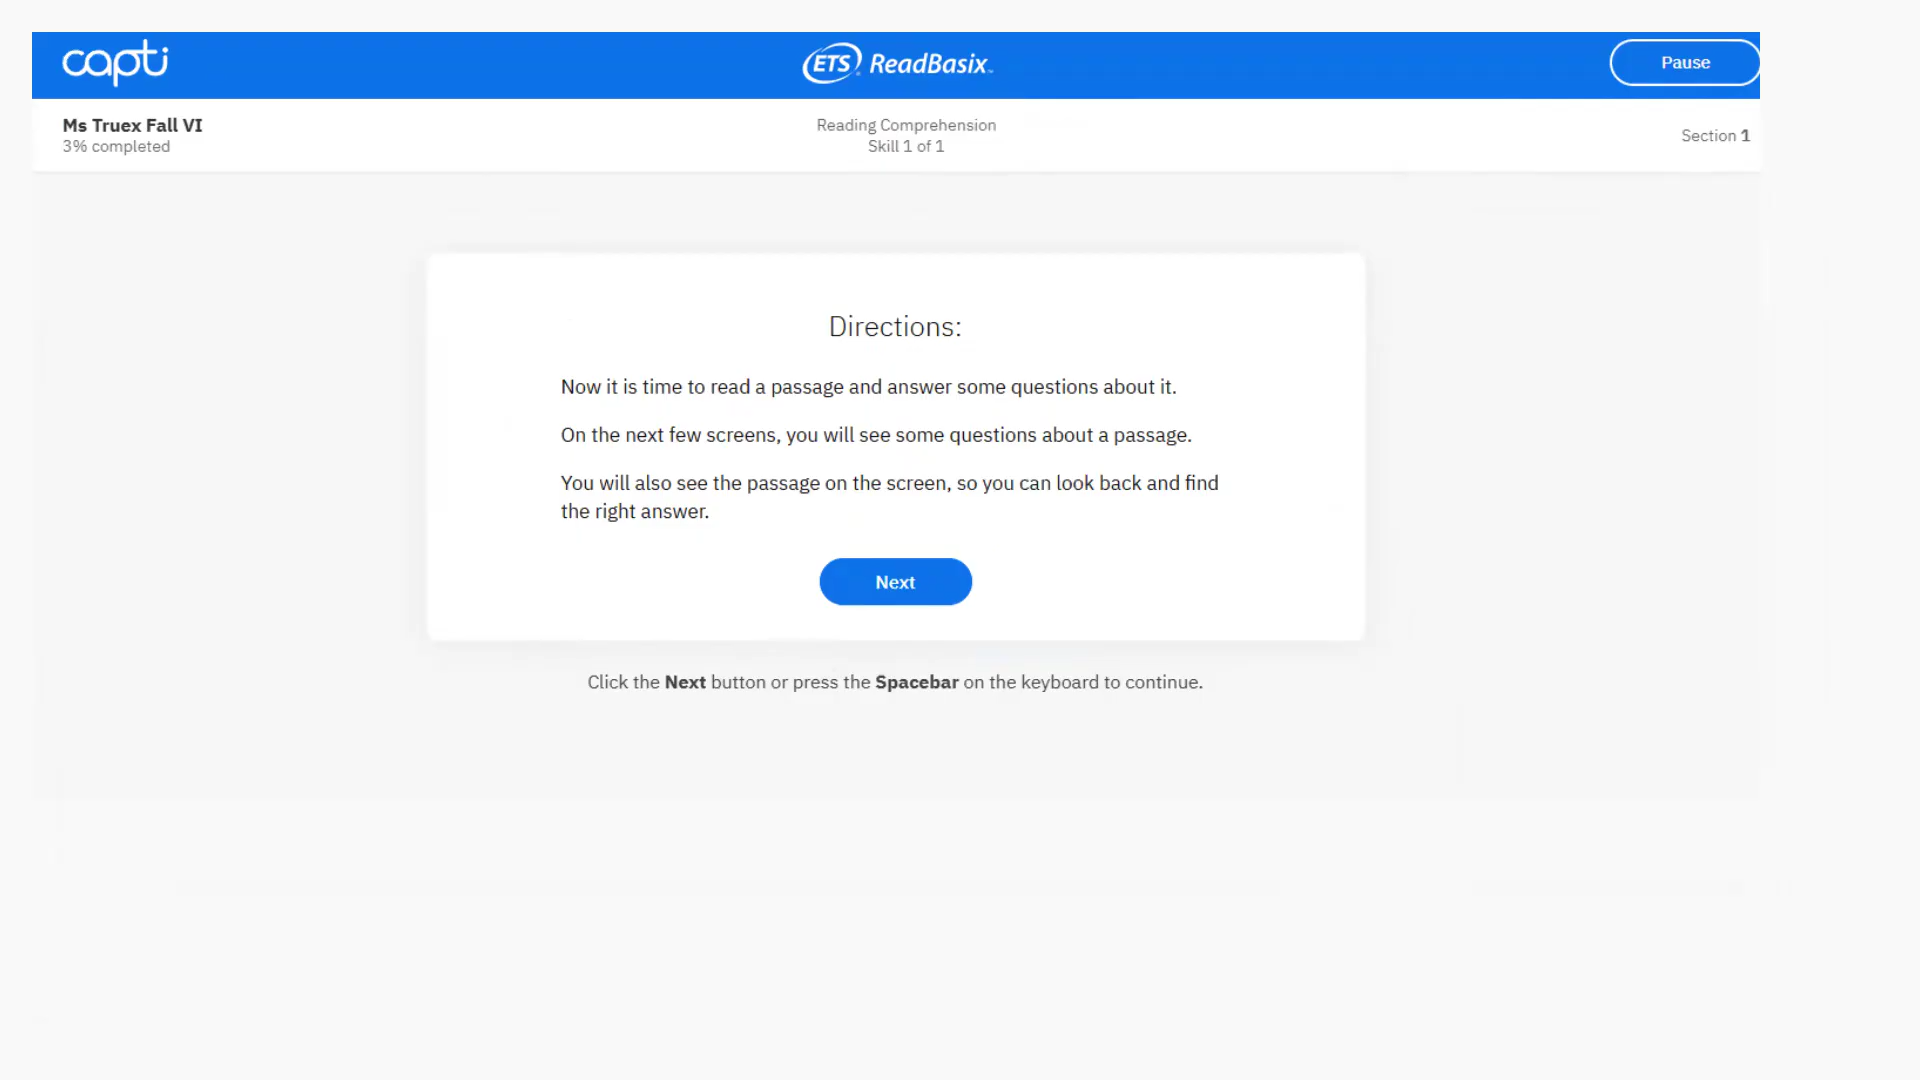 capti
ETS ReadBasix
Pause
Ms Truex Fall VI
3% completed
Reading Comprehension
Skill 1 of 1
Section 1
Directions:
Now it is time to read a passage and answer some questions about it.
On the next few screens, you will see some questions about a passage.
You will also see the passage on the screen, so you can look back and find
the right answer.
Next
Click the Next button or press the Spacebar on the keyboard to continue.